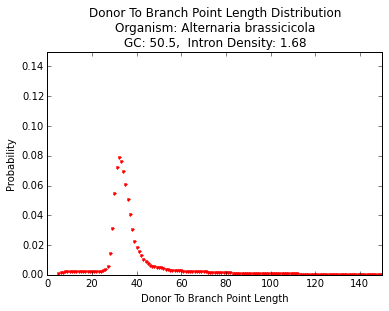 Donor To Branch Point Length Distribution
Organism: Alternaria brassicicola
GC: 50.5,  Intron Density: 1.68
0.14
0.12
0.10
0.08
0.06
0.04
0.02
0.00
Probability
0 20 40 60 80 100 120 140
Donor To Branch Point Length